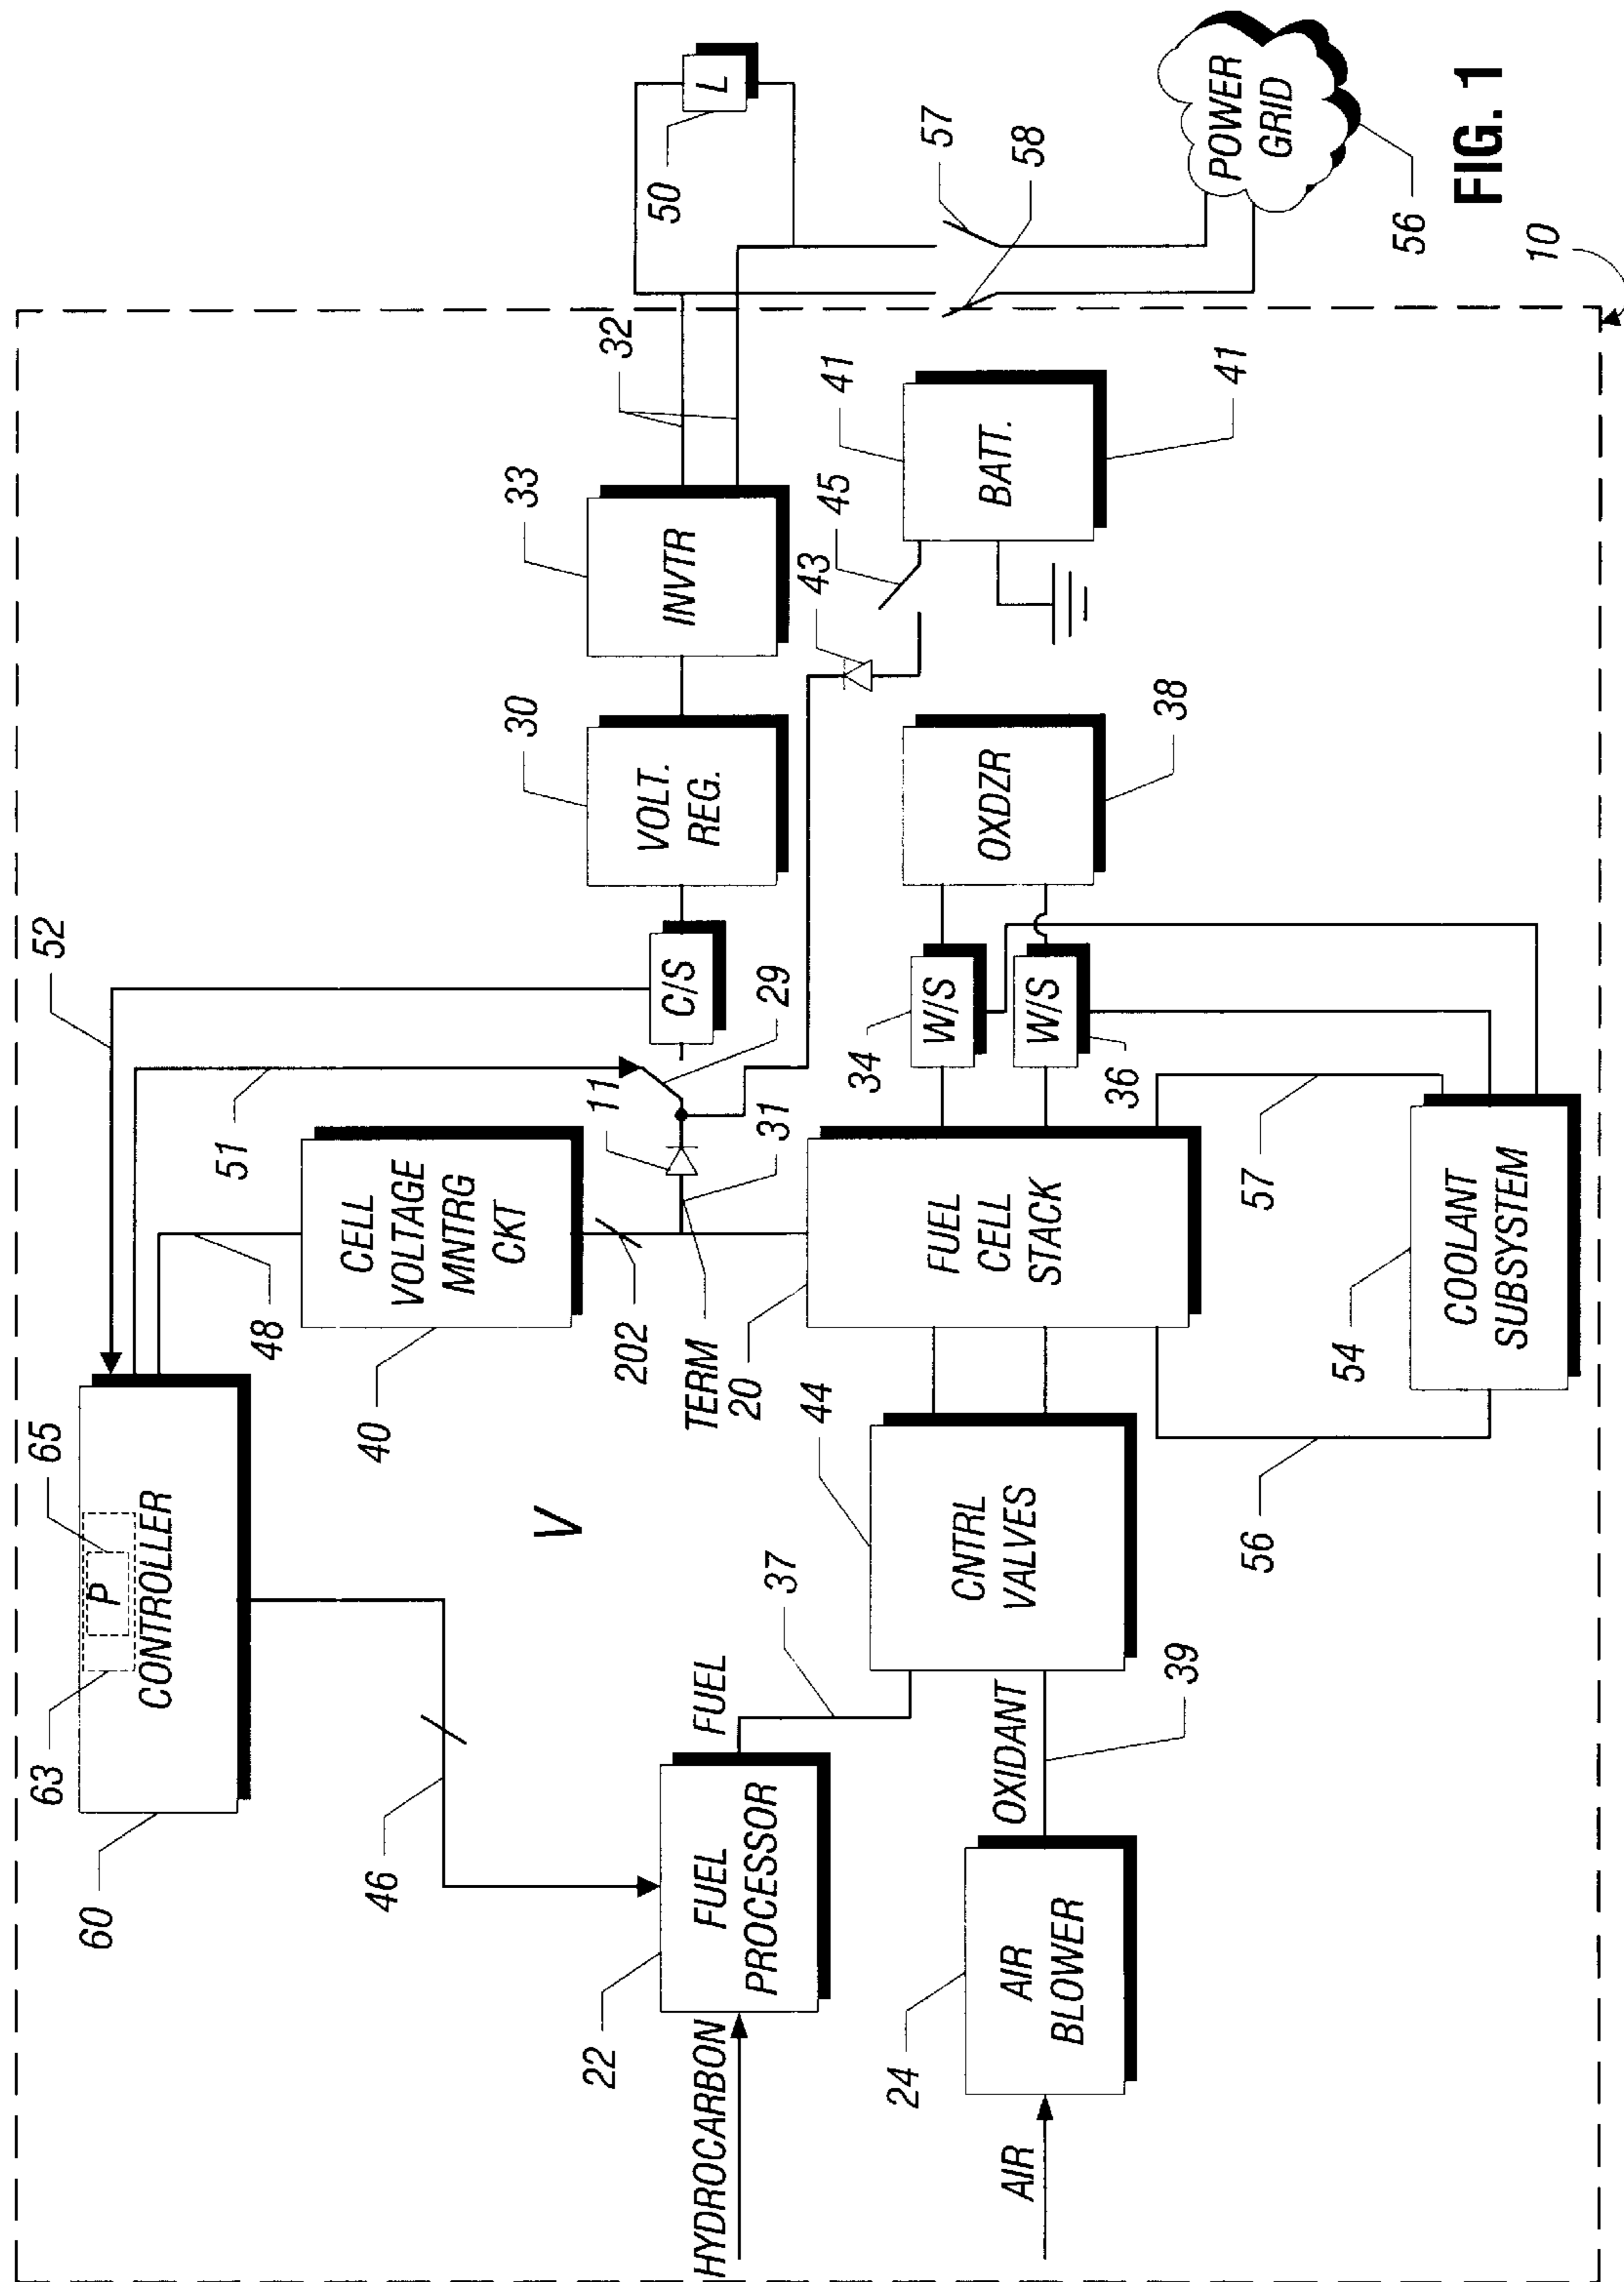 60
63
65
P
CONTROLLER
52
51
48
46
CELL
VOLTAGE
MNTRG
CKT
40
202
TERM
11
31
29
C/S
30
VOLT.
REG.
33
INVTR
32
50
L
57
58
POWER
GRID
56
10
V
HYDROCARBON
22
FUEL
PROCESSOR
FUEL
37
AIR
24
AIR
BLOWER
OXIDANT
39
44
CNTRL
VALVES
20
FUEL
CELL
STACK
34
W/S
W/S
36
OXDZR
38
43
45
41
BATT.
41
56
57
54
COOLANT
SUBSYSTEM
FIG. 1